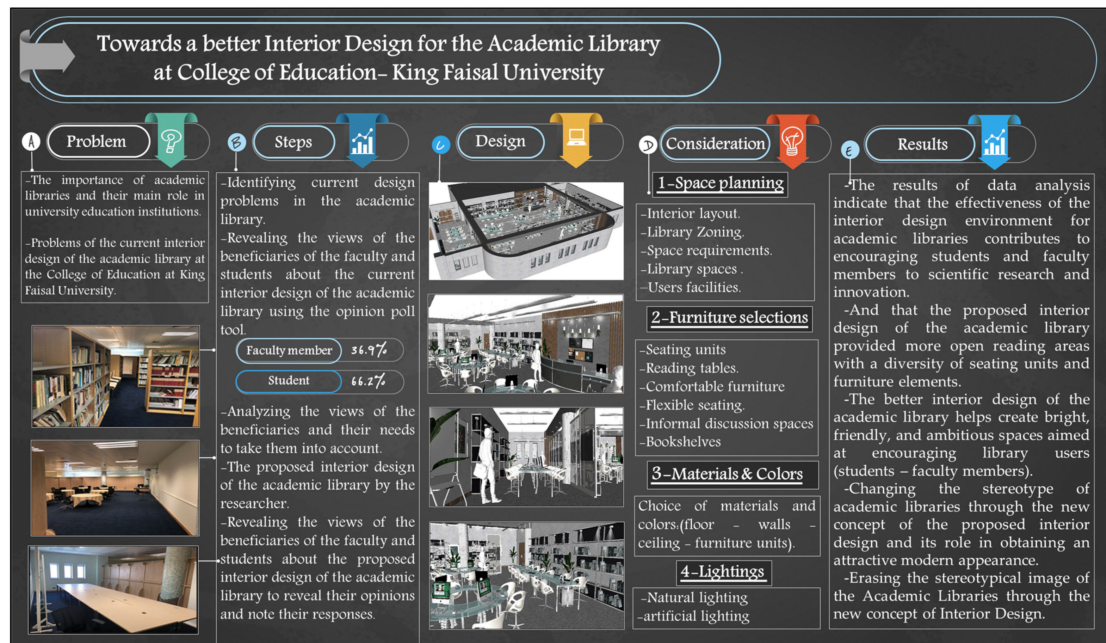 Towards a better Interior Design for the Academic Library
at College of Education- King Faisal University
A
Problem
-The importance of academic
libraries and their main role in
university education institutions.
-Problems of the current interior
design of the academic library at
the College of Education at King
Faisal University.
B
Steps
-Identifying current design
problems in the academic
library.
-Revealing the views of the
beneficiaries of the faculty and
students about the current
interior design of the academic
library using the opinion poll
tool.
Faculty member 36.9%
Student 66.2%
-Analyzing the views of the
beneficiaries and their needs
to take them into account.
-The proposed interior design
of the academic library by the
researcher.
-Revealing the views of the
beneficiaries of the faculty and
students about the proposed
interior design of the academic
library to reveal their opinions
and note their responses.
C
Design
D
Consideration
1-Space planning
-Interior layout.
-Library Zoning.
-Space requirements.
-Library spaces .
-Users facilities.
2-Furniture selections
-Seating units
-Reading tables.
-Comfortable furniture
-Flexible seating.
-Informal discussion spaces
-Bookshelves
3-Materials & Colors
Choice of materials and
colors:(floor - walls -
ceiling - furniture units).
4-Lightings
-Natural lighting
-artificial lighting
E
Results
-The results of data analysis
indicate that the effectiveness of the
interior design environment for
academic libraries contributes to
encouraging students and faculty
members to scientific research and
innovation.
-And that the proposed interior
design of the academic library
provided more open reading areas
with a diversity of seating units and
furniture elements.
-The better interior design of the
academic library helps create bright,
friendly, and ambitious spaces aimed
at encouraging library users
(students – faculty members).
-Changing the stereotype of
academic libraries through the new
concept of the proposed interior
design and its role in obtaining an
attractive modern appearance.
-Erasing the stereotypical image of
the Academic Libraries through the
new concept of Interior Design.